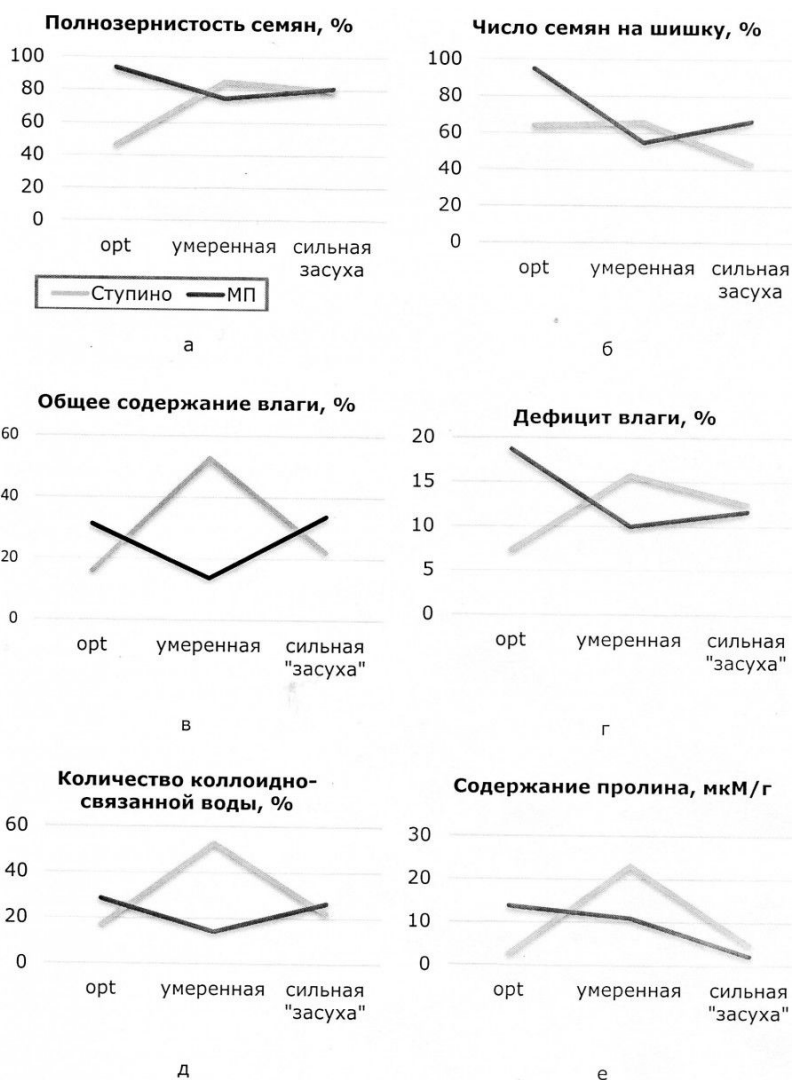 Полнозернистость семян, %
100
80
60
40
20
0
opt умеренная сильная
засуха
Ступино МП
а
Число семян на шишку, %
100
80
60
40
20
0
opt умеренная сильная
засуха
б
Общее содержание влаги, %
60
40
20
0
opt умеренная сильная
"засуха"
в
Дефицит влаги, %
20
15
10
5
0
opt умеренная сильная
"засуха"
г
Количество коллоидно-
связанной воды, %
60
40
20
0
opt умеренная сильная
"засуха"
д
Содержание пролина, мкМ/г
30
20
10
0
opt умеренная сильная
"засуха"
е